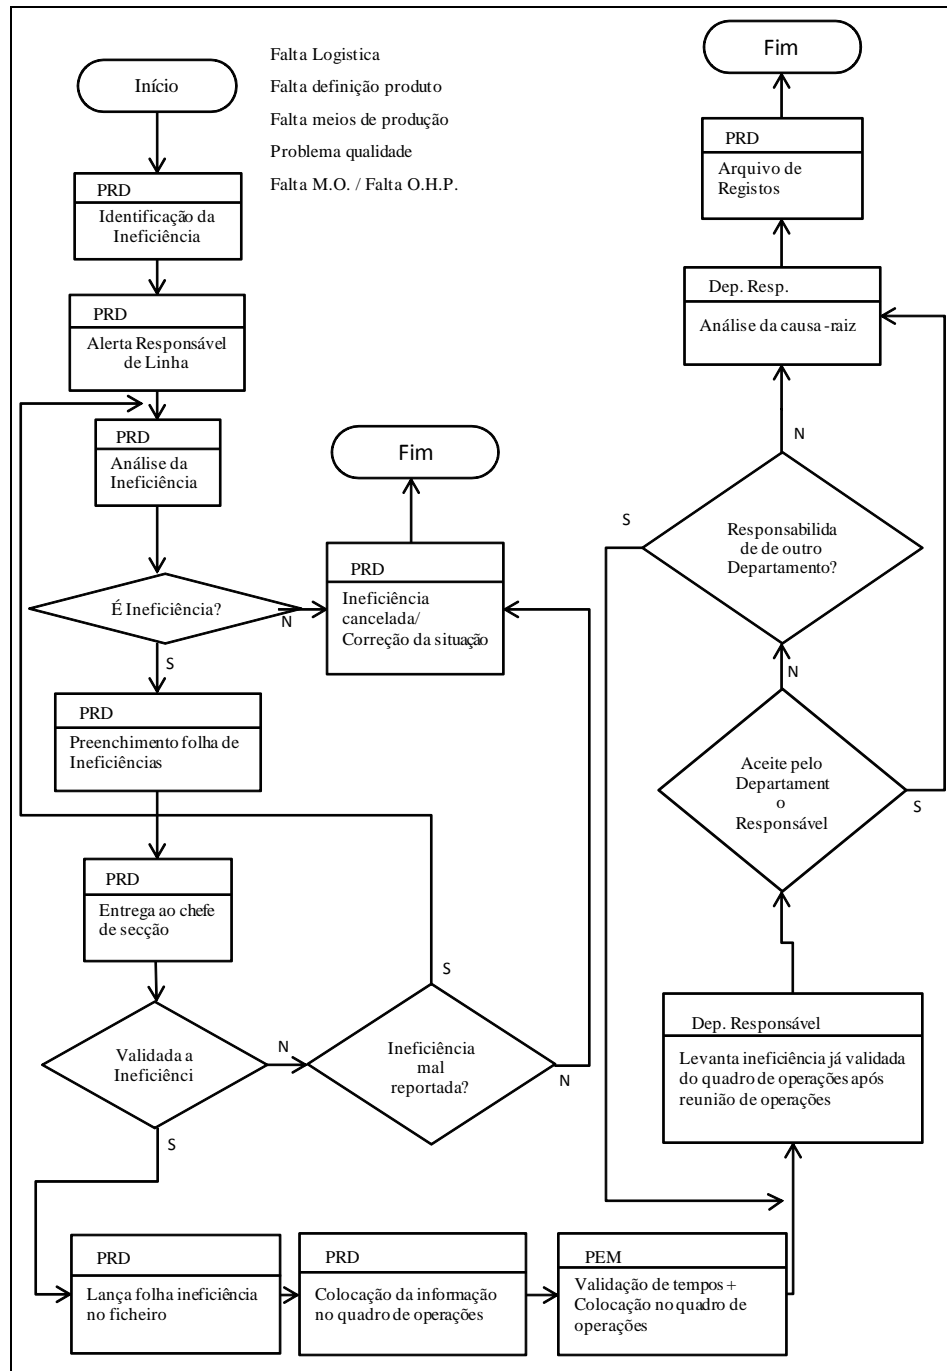 Início
Falta Logistica
Falta definição produto
Falta meios de produção
Problema qualidade
Falta M.O. / Falta O.H.P.
PRD
Identificação da
Ineficiência
PRD
Alerta Responsável
de Linha
PRD
Análise da
Ineficiência
É Ineficiência?
N
S
Fim
PRD
Ineficiência
cancelada/
Correção da situação
PRD
Preenchimento folha de
Ineficiências
PRD
Entrega ao chefe
de secção
Validada a
Ineficiênci
N
S
Ineficiência
mal
reportada?
S
N
PRD
Lança folha ineficiência
no ficheiro
PRD
Colocação da informação
no quadro de operações
PEM
Validação de tempos +
Colocação no quadro de
operações
Dep. Responsável
Levanta ineficiência já validada
do quadro de operações após
reunião de operações
Aceite pelo
Department
o
Responsável
N
S
Responsabilida
de de outro
Departamento?
S
N
Dep. Resp.
Análise da causa -raiz
PRD
Arquivo de
Registos
Fim